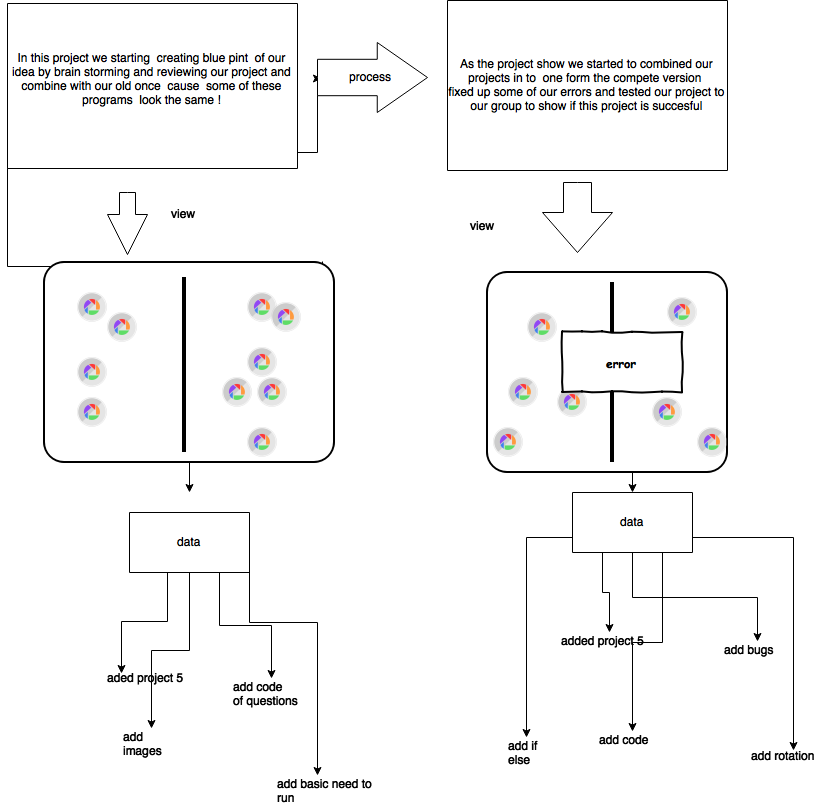 In this project we starting creating blue pint of our
idea by brain storming and reviewing our project and
combine with our old once cause some of these
programs look the same !
process
As the project show we started to combined our
projects in to one form the compete version
fixed up some of our errors and tested our project to
our group to show if this project is succesful
view
view
error
data
data
aded project 5
add code
of questions
add
images
add basic need to
run
added project 5
add bugs
add if
else
add code
add rotation